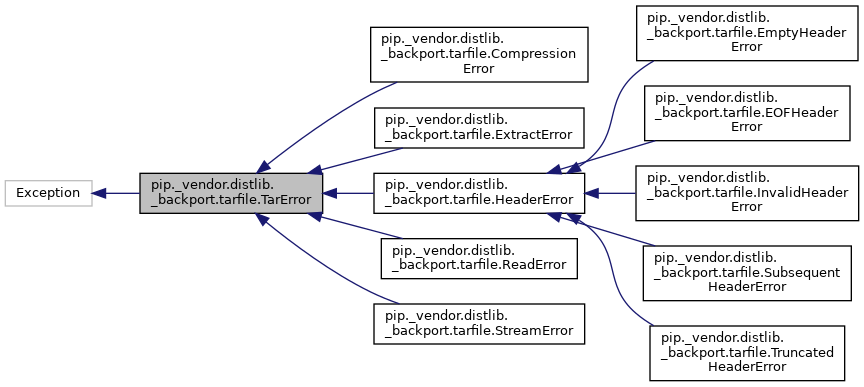 Exception
pip._vendor.distlib.
_backport.tarfile.TarError
pip._vendor.distlib.
_backport.tarfile.Compression
Error
pip._vendor.distlib.
_backport.tarfile.ExtractError
pip._vendor.distlib.
_backport.tarfile.HeaderError
pip._vendor.distlib.
_backport.tarfile.ReadError
pip._vendor.distlib.
_backport.tarfile.StreamError
pip._vendor.distlib.
_backport.tarfile.EmptyHeader
Error
pip._vendor.distlib.
_backport.tarfile.EOFHeader
Error
pip._vendor.distlib.
_backport.tarfile.InvalidHeader
Error
pip._vendor.distlib.
_backport.tarfile.Subsequent
HeaderError
pip._vendor.distlib.
_backport.tarfile.Truncated
HeaderError